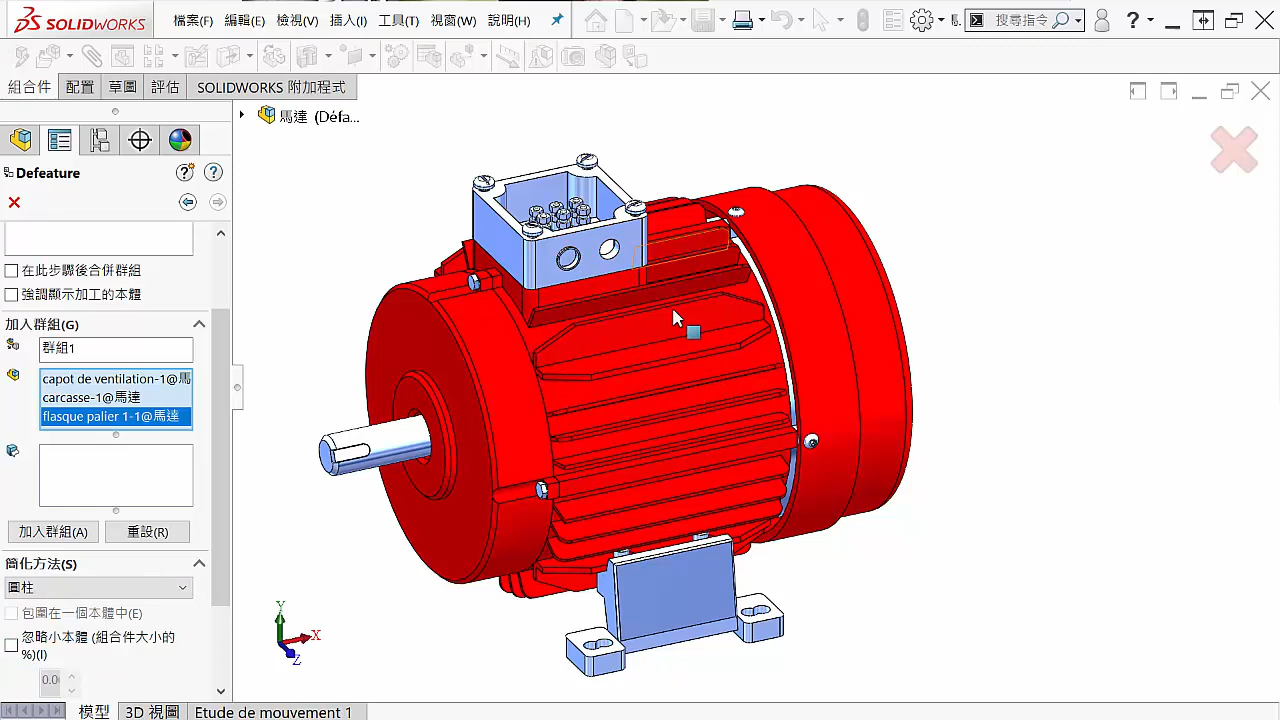 SOLIDWORKS
檔案(F) 編輯(E) 檢視(V) 插入(I) 工具(T) 視窗(W) 說明(H)
搜尋指令
組合件 配置 草圖 評估 SOLIDWORKS 附加程式
馬達 (Défa...
Defeature
在此步驟後合併群組
強調顯示加工的本體
加入群組(G)
群組1
capot de ventilation-1@馬
carcasse-1@馬達
flasque palier 1-1@馬達
加入群組(A) 重設(R)
簡化方法(S)
圓柱
包圍在一個本體中(E)
忽略小本體 (組合件大小的
%)(I)
0.0
Y
X
Z
模型 3D 視圖 Etude de mouvement 1